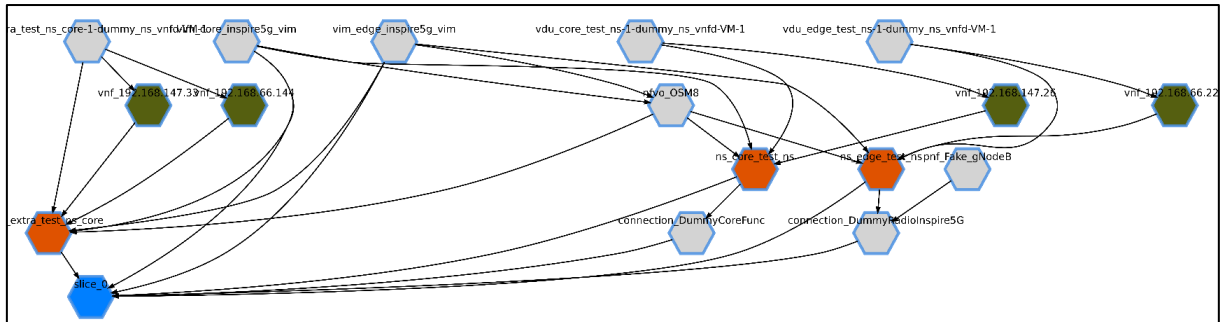 ra_test_ns_core-1-dummy_ns_vnfd-VM-1
core_inspire5g_vim
vim_edge_inspire5g_vim
vdu_core_test_ns-1-dummy_ns_vnfd-VM-1
vdu_edge_test_ns-1-dummy_ns_vnfd-VM-1
vnf_192.168.147.33
vnf_192.168.66.144
nfvo_OSM8
vnf_192.168.147.26
vnf_192.168.66.22
ns_core_test_ns
ns_edge_test_ns
pnf_Fake_gNodeB
_extra_test_ns_core
connection_DummyCoreFunc
connection_DummyRadioInspire5G
slice_0